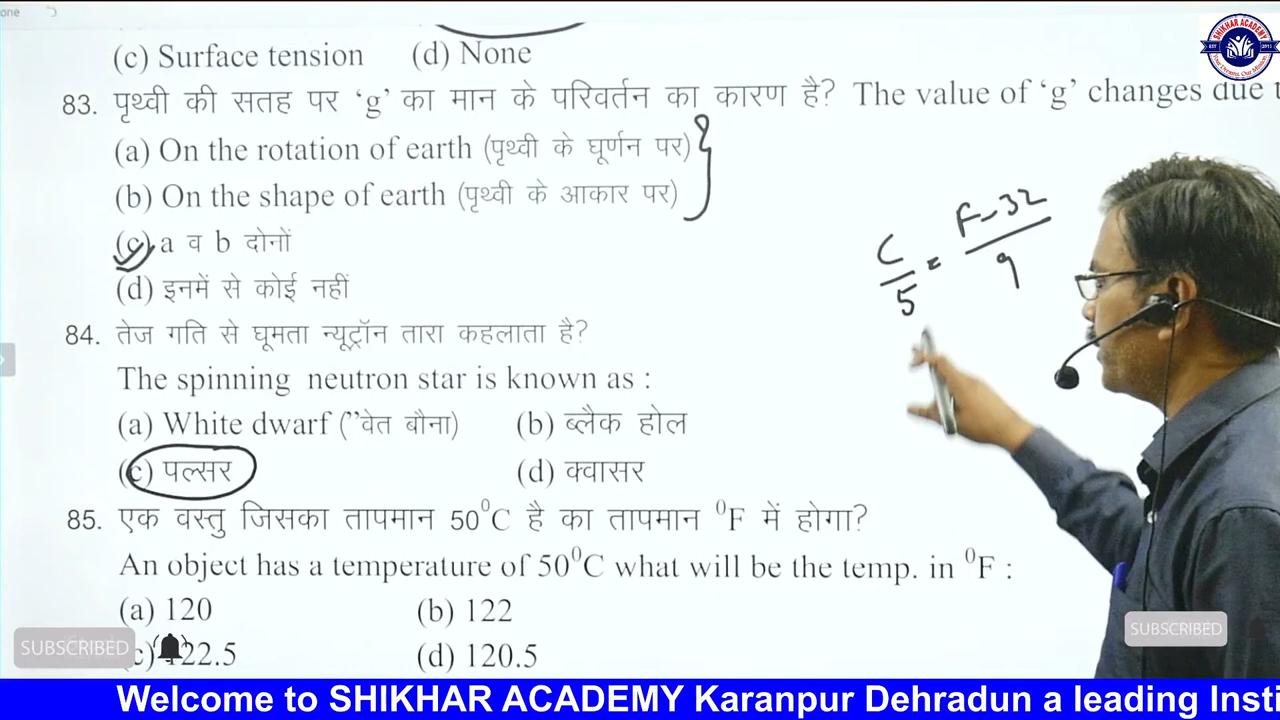 one
SHIKHAR ACADEMY
(c) Surface tension (d) None
83. पृथ्वी की सतह पर ‘g’ का मान के परिवर्तन का कारण है? The value of ‘g’ changes due
(a) On the rotation of earth (पृथ्वी के घूर्णन पर)
(b) On the shape of earth (पृथ्वी के आकार पर)
(c) a व b दोनों
(d) इनमें से कोई नहीं
C/5 = F-32/9
84. तेज गति से घूमता न्यूट्रॉन तारा कहलाता है?
The spinning neutron star is known as :
(a) White dwarf (”वेत बौना) (b) ब्लैक होल
(c) पल्सर (d) क्वासर
85. एक वस्तु जिसका तापमान 50⁰C है का तापमान ⁰F में होगा?
An object has a temperature of 50⁰C what will be the temp. in ⁰F :
(a) 120 (b) 122
c) 122.5 (d) 120.5
SUBSCRIBED
SUBSCRIBED
Welcome to SHIKHAR ACADEMY Karanpur Dehradun a leading Insti